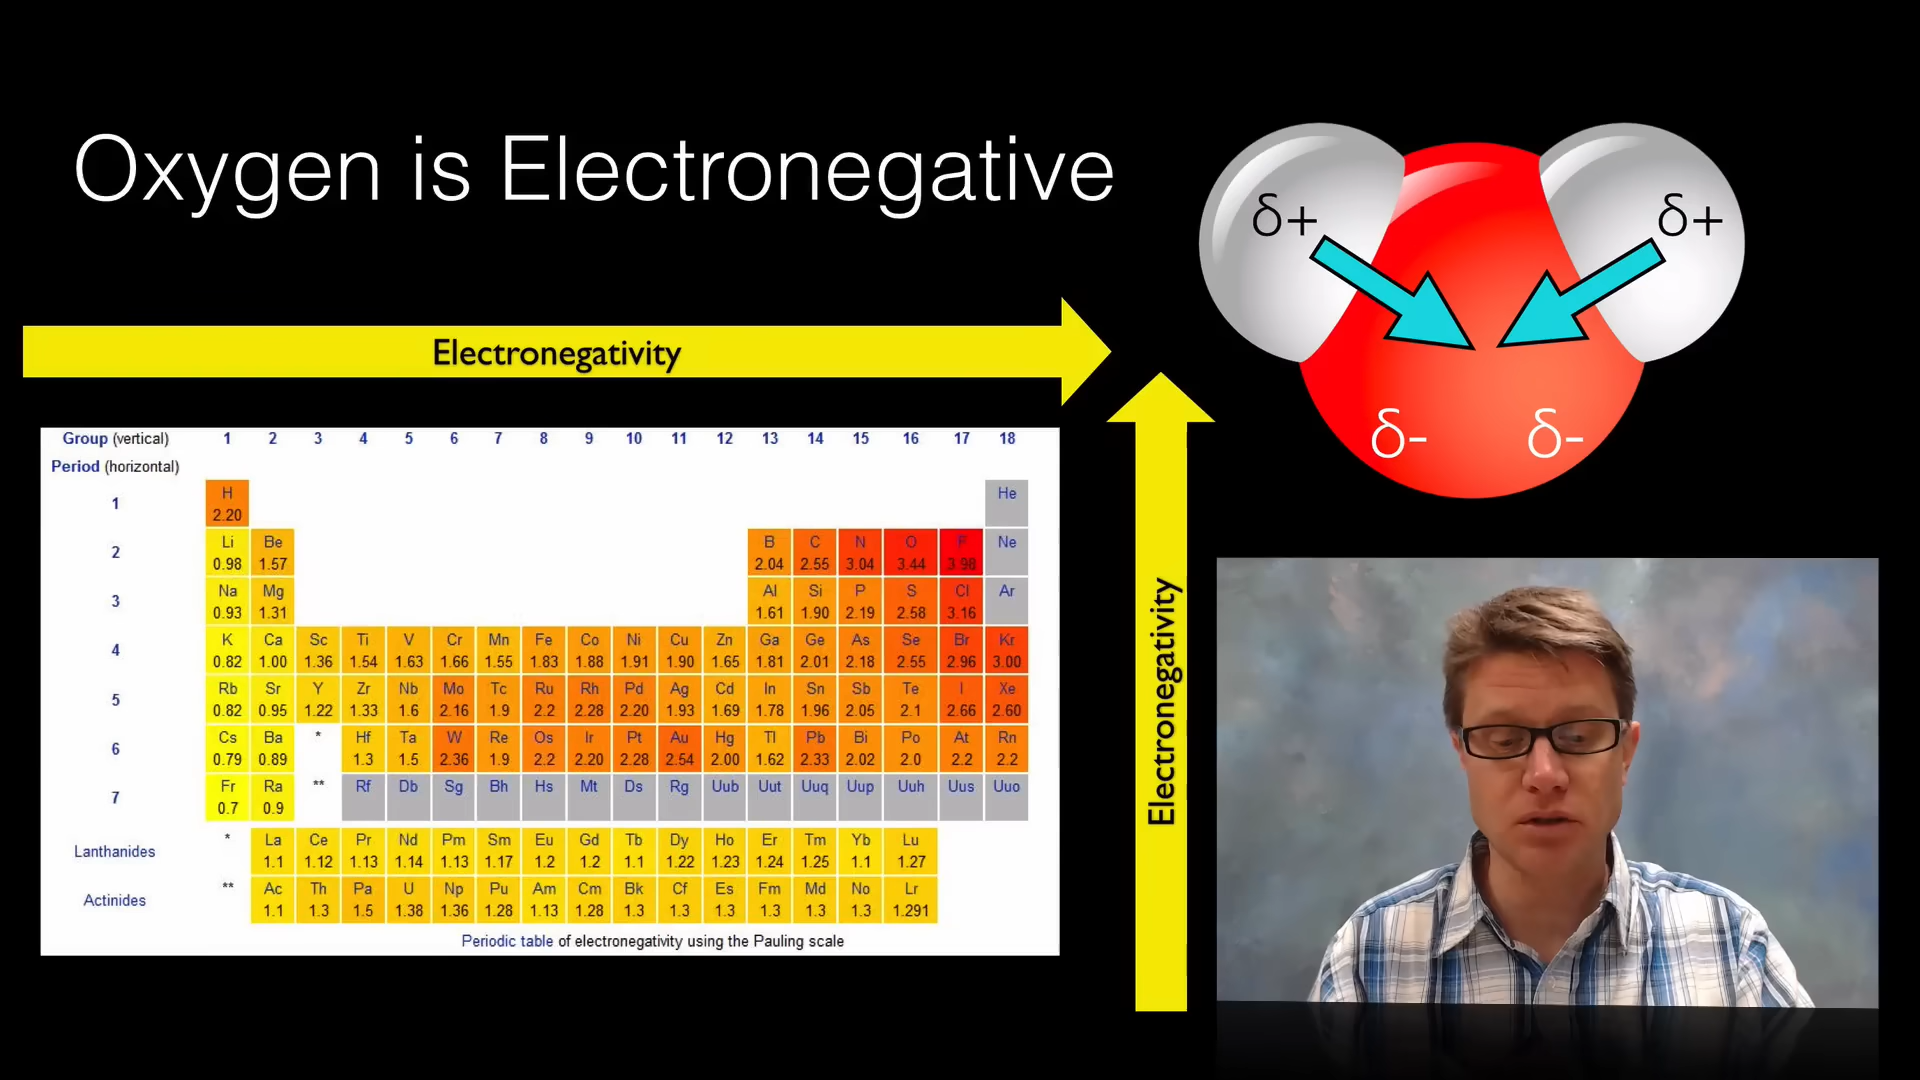 Oxygen is Electronegative
δ+ δ+
δ- δ-
Electronegativity
Electronegativity
Group (vertical) 1 2 3 4 5 6 7 8 9 10 11 12 13 14 15 16 17 18
Period (horizontal)
1 H He
2.20
2 Li Be B C N O F Ne
0.98 1.57 2.04 2.55 3.04 3.44 3.98
3 Na Mg Al Si P S Cl Ar
0.93 1.31 1.61 1.90 2.19 2.58 3.16
4 K Ca Sc Ti V Cr Mn Fe Co Ni Cu Zn Ga Ge As Se Br Kr
0.82 1.00 1.36 1.54 1.63 1.66 1.55 1.83 1.88 1.91 1.90 1.65 1.81 2.01 2.18 2.55 2.96 3.00
5 Rb Sr Y Zr Nb Mo Tc Ru Rh Pd Ag Cd In Sn Sb Te I Xe
0.82 0.95 1.22 1.33 1.6 2.16 1.9 2.2 2.28 2.20 1.93 1.69 1.78 1.96 2.05 2.1 2.66 2.60
6 Cs Ba * Hf Ta W Re Os Ir Pt Au Hg Tl Pb Bi Po At Rn
0.79 0.89 1.3 1.5 2.36 1.9 2.2 2.20 2.28 2.54 2.00 1.62 2.33 2.02 2.0 2.2 2.2
7 Fr Ra ** Rf Db Sg Bh Hs Mt Ds Rg Uub Uut Uuq Uup Uuh Uus Uuo
0.7 0.9
Lanthanides * La Ce Pr Nd Pm Sm Eu Gd Tb Dy Ho Er Tm Yb Lu
1.1 1.12 1.13 1.14 1.13 1.17 1.2 1.2 1.1 1.22 1.23 1.24 1.25 1.1 1.27
Actinides ** Ac Th Pa U Np Pu Am Cm Bk Cf Es Fm Md No Lr
1.1 1.3 1.5 1.38 1.36 1.28 1.13 1.28 1.3 1.3 1.3 1.3 1.3 1.3 1.291
Periodic table of electronegativity using the Pauling scale